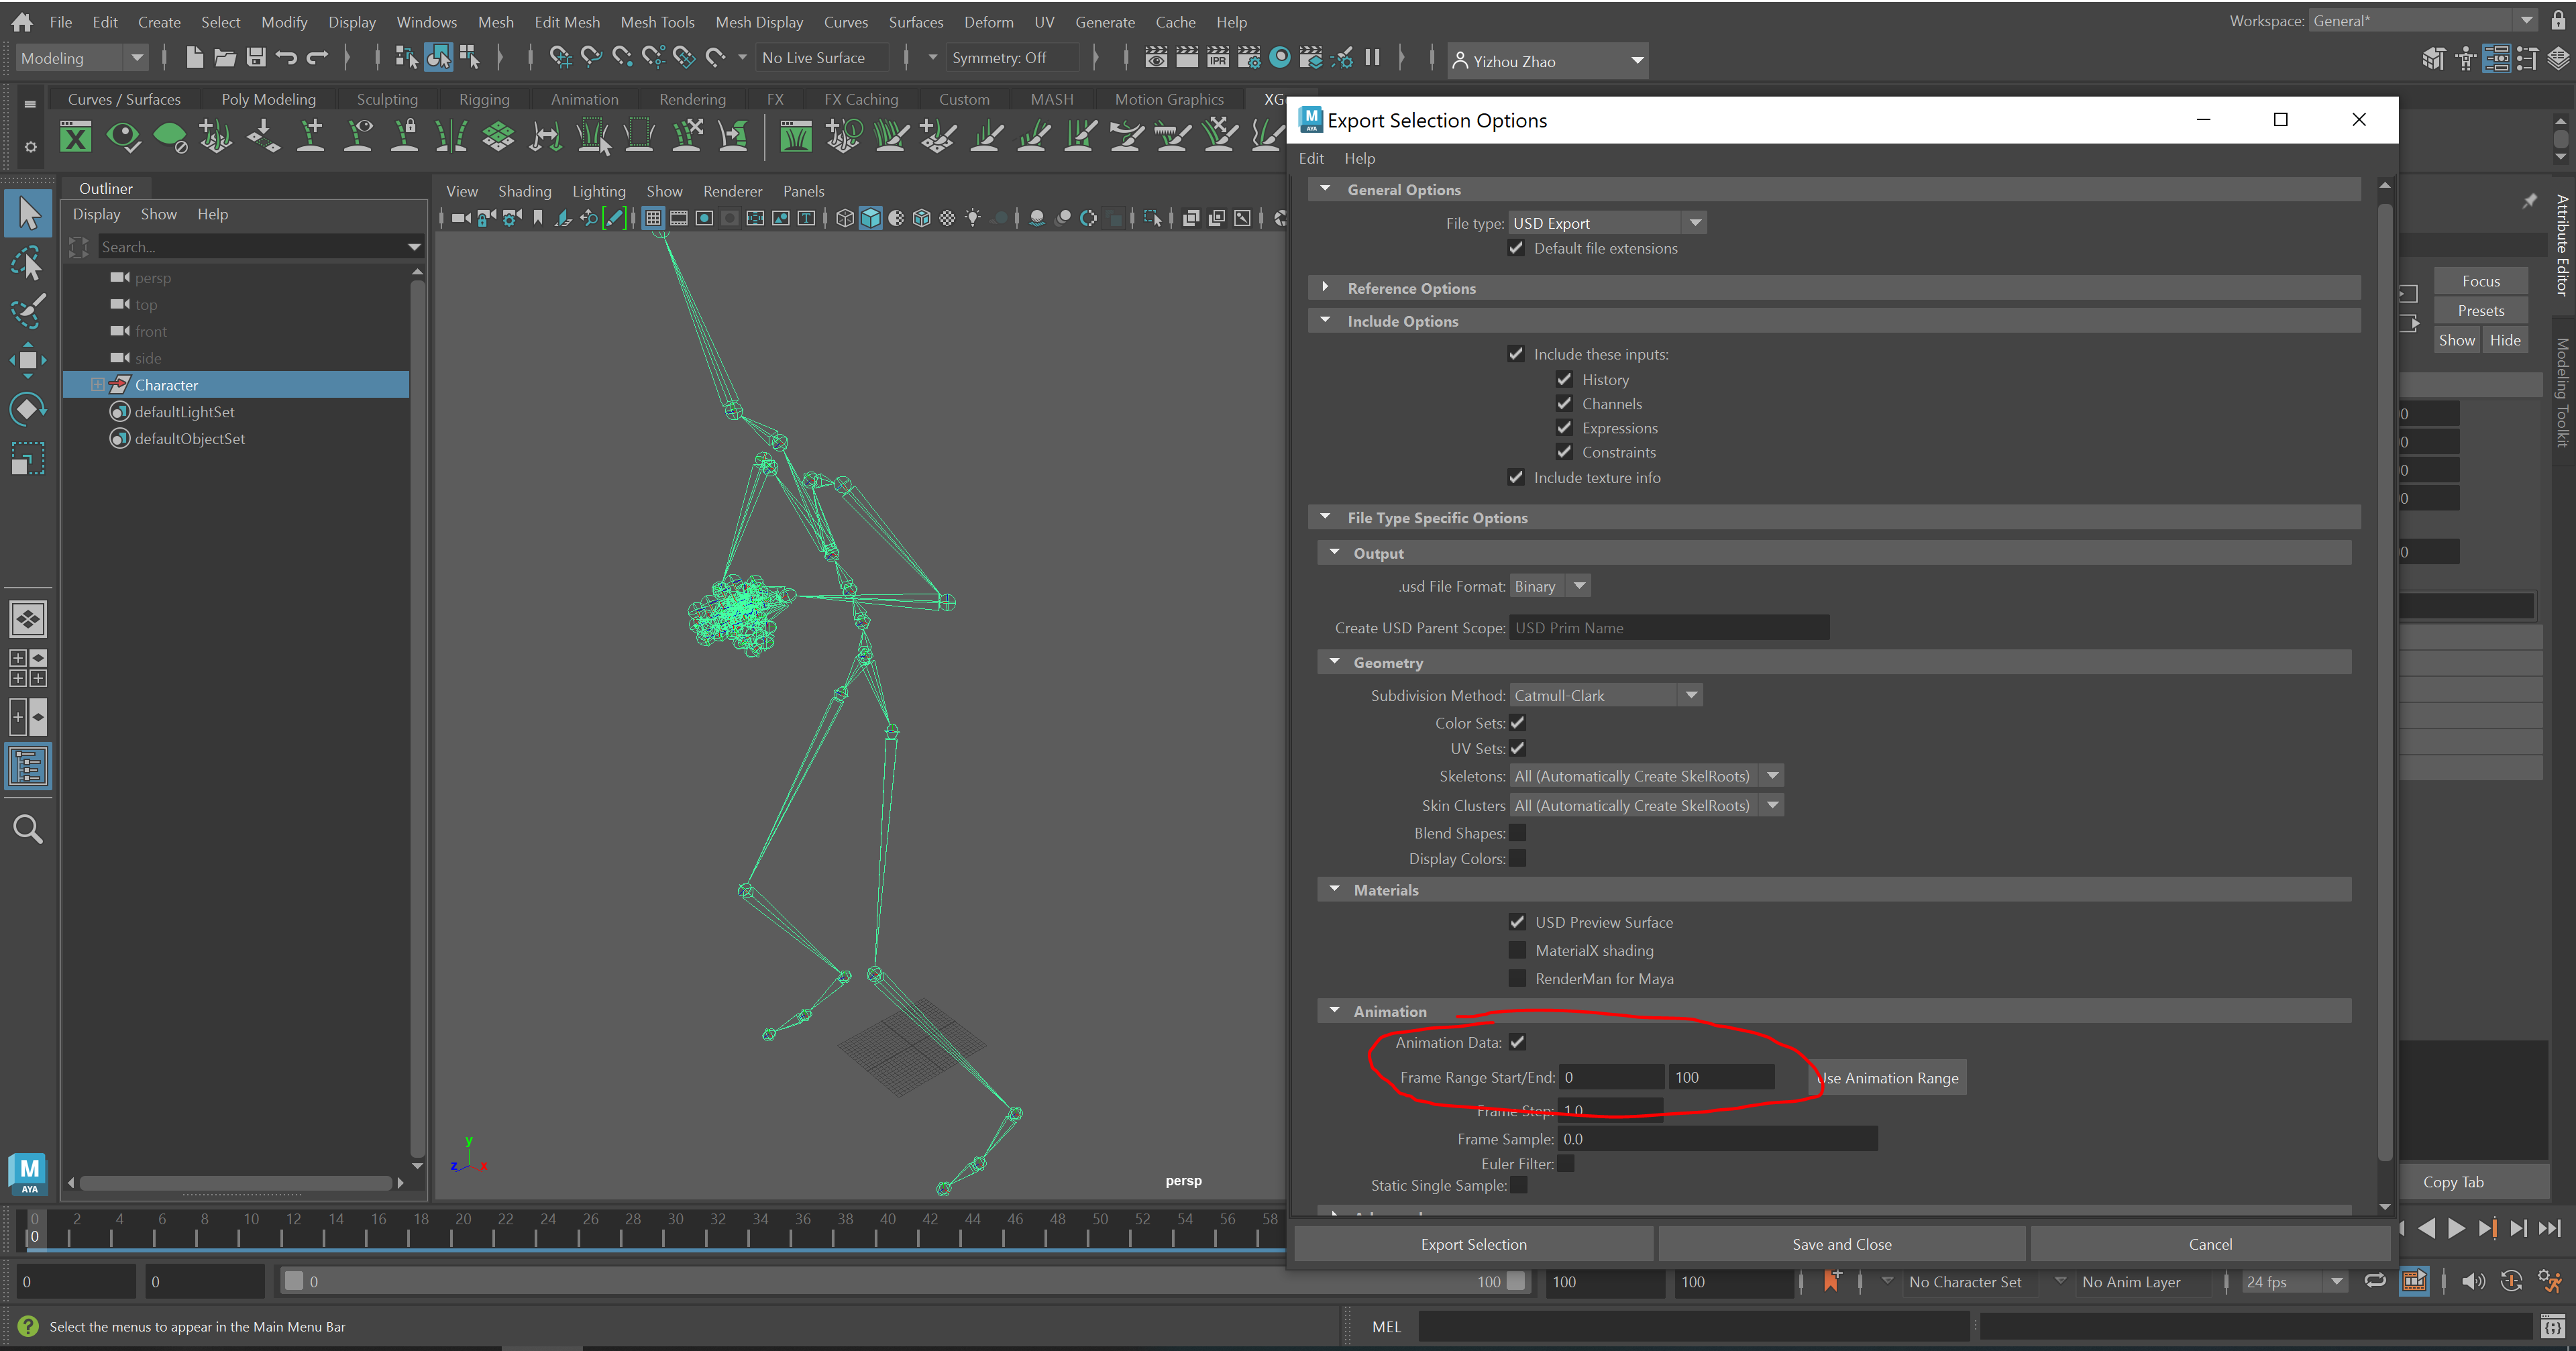 File Edit Create Select Modify Display Windows Mesh Edit Mesh Mesh Tools Mesh Display Curves Surfaces Deform UV Generate Cache Help
Workspace: General*
Modeling
No Live Surface
Symmetry: Off
IPR
Yizhou Zhao
Curves / Surfaces Poly Modeling Sculpting Rigging Animation Rendering FX FX Caching Custom MASH Motion Graphics XG
M AYA Export Selection Options
Edit Help
Outliner
Display Show Help
Search...
persp
top
front
side
Character
defaultLightSet
defaultObjectSet
View Shading Lighting Show Renderer Panels
y
z x
persp
General Options
File type: USD Export
Default file extensions
Reference Options
Include Options
Include these inputs:
History
Channels
Expressions
Constraints
Include texture info
File Type Specific Options
Output
.usd File Format: Binary
Create USD Parent Scope: USD Prim Name
Geometry
Subdivision Method: Catmull-Clark
Color Sets:
UV Sets:
Skeletons: All (Automatically Create SkelRoots)
Skin Clusters All (Automatically Create SkelRoots)
Blend Shapes:
Display Colors:
Materials
USD Preview Surface
MaterialX shading
RenderMan for Maya
Animation
Animation Data:
Frame Range Start/End: 0 100 Use Animation Range
Frame Step: 1.0
Frame Sample: 0.0
Euler Filter:
Static Single Sample:
Export Selection Save and Close Cancel
Attribute Editor
Modeling Toolkit
Focus
Presets
Show Hide
Copy Tab
M
AYA
0 2 4 6 8 10 12 14 16 18 20 22 24 26 28 30 32 34 36 38 40 42 44 46 48 50 52 54 56 58
0
0 0 0 100 100 100 No Character Set No Anim Layer 24 fps
Select the menus to appear in the Main Menu Bar
MEL